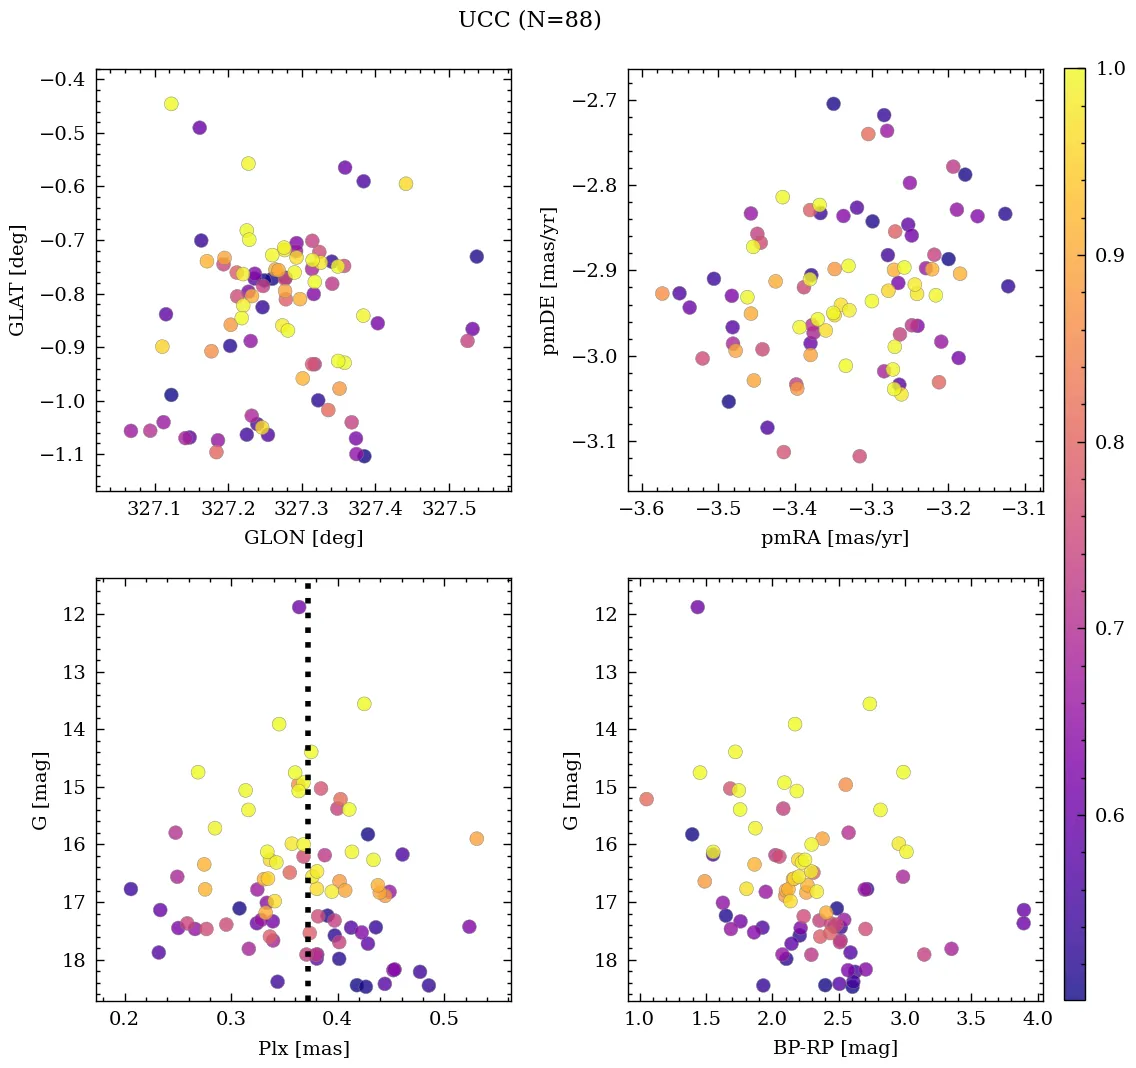 UCC (N=88)
−0.4
−0.5
−0.6
−0.7
−0.8
−0.9
−1.0
−1.1
GLAT [deg]
327.1 327.2 327.3 327.4 327.5
GLON [deg]
−2.7
−2.8
−2.9
−3.0
−3.1
pmDE [mas/yr]
−3.6 −3.5 −3.4 −3.3 −3.2 −3.1
pmRA [mas/yr]
12
13
14
15
16
17
18
G [mag]
0.2 0.3 0.4 0.5
Plx [mas]
12
13
14
15
16
17
18
G [mag]
1.0 1.5 2.0 2.5 3.0 3.5 4.0
BP-RP [mag]
1.0
0.9
0.8
0.7
0.6